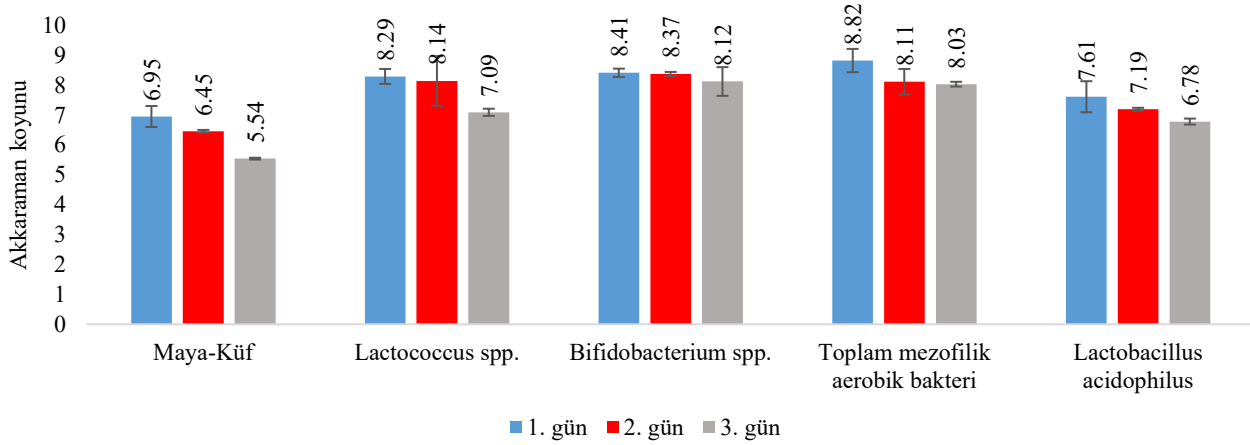 Akkaraman koyunu
10
9
8
7
6
5
4
3
2
1
0
6.95
6.45
5.54
8.29
8.14
7.09
8.41
8.37
8.12
8.82
8.11
8.03
7.61
7.19
6.78
Maya-Küf
Lactococcus spp.
Bifidobacterium spp.
Toplam mezofilik
aerobik bakteri
Lactobacillus
acidophilus
1. gün
2. gün
3. gün